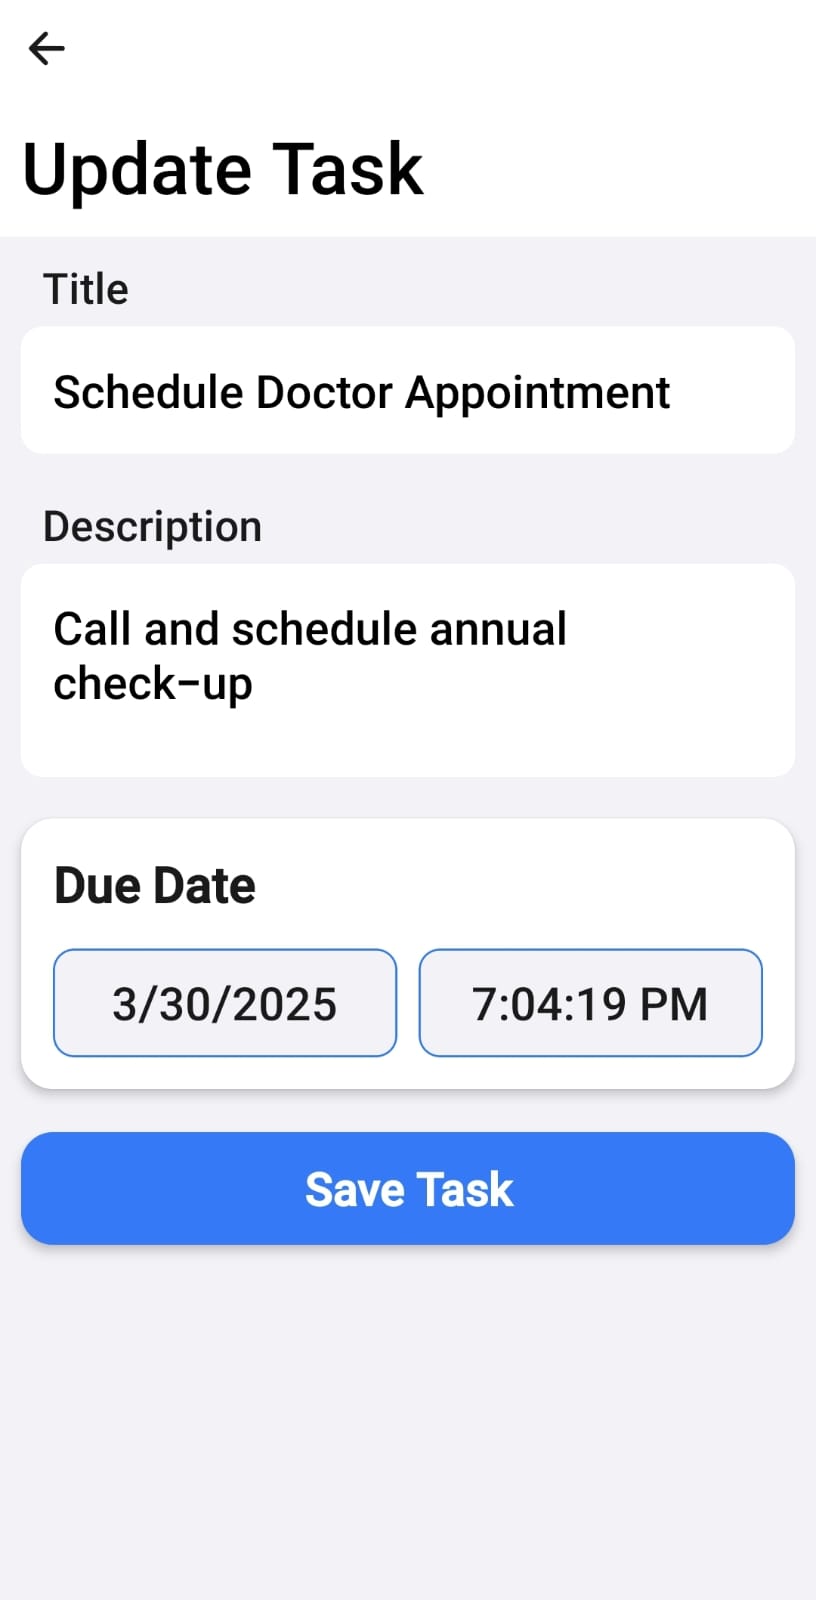 Update Task
Title
Schedule Doctor Appointment
Description
Call and schedule annual
check-up
Due Date
3/30/2025
7:04:19 PM
Save Task